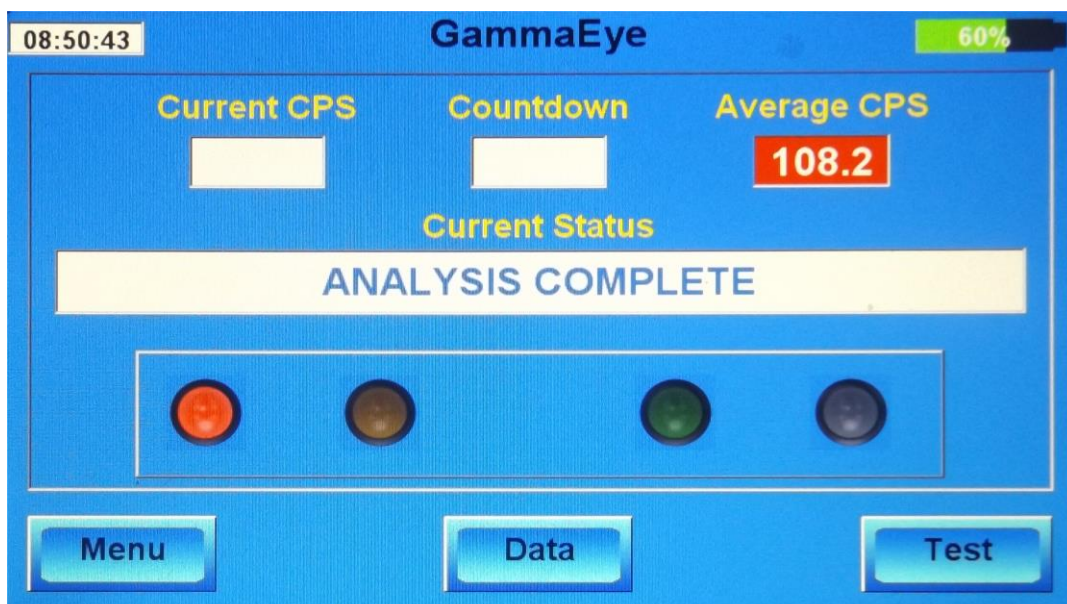 08:50:43
GammaEye
60%
Current CPS
Countdown
Average CPS
108.2
Current Status
ANALYSIS COMPLETE
Menu
Data
Test